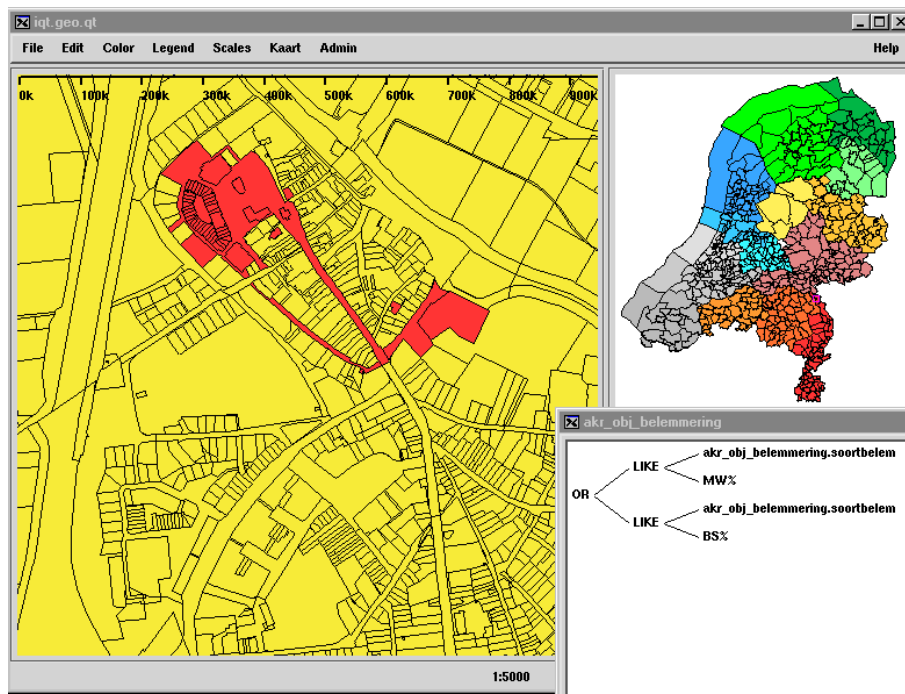 iqt.geo.qt
File Edit Color Legend Scales Kaart Admin Help
0k 100k 200k 300k 400k 500k 600k 700k 800k 900k
1:5000
akr_obj_belemmering
akr_obj_belemmering.soortbelem
LIKE
MW%
OR
akr_obj_belemmering.soortbelem
LIKE
BS%